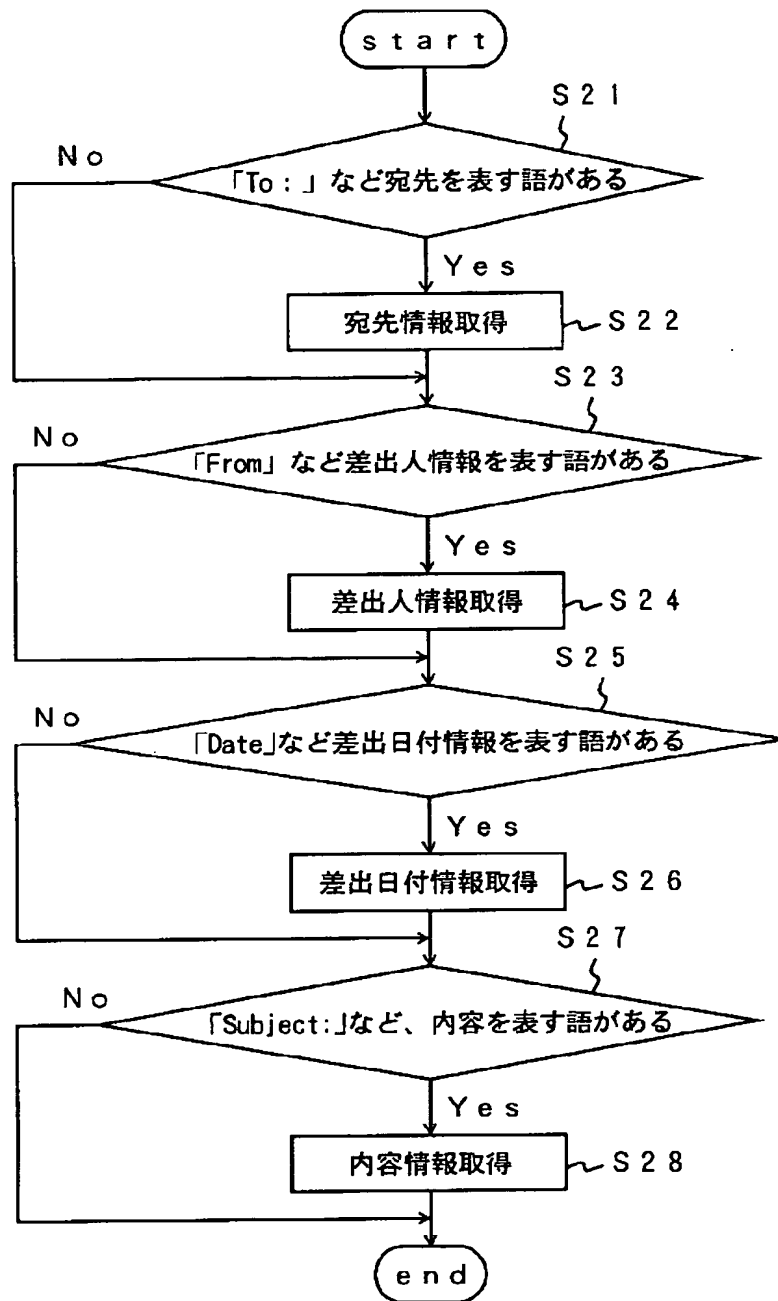 start
S21
No
「To:」など宛先を表す語がある
Yes
宛先情報取得
S22
S23
No
「From」など差出人情報を表す語がある
Yes
差出人情報取得
S24
S25
No
「Date」など差出日付情報を表す語がある
Yes
差出日付情報取得
S26
S27
No
「Subject:」など、内容を表す語がある
Yes
内容情報取得
S28
end